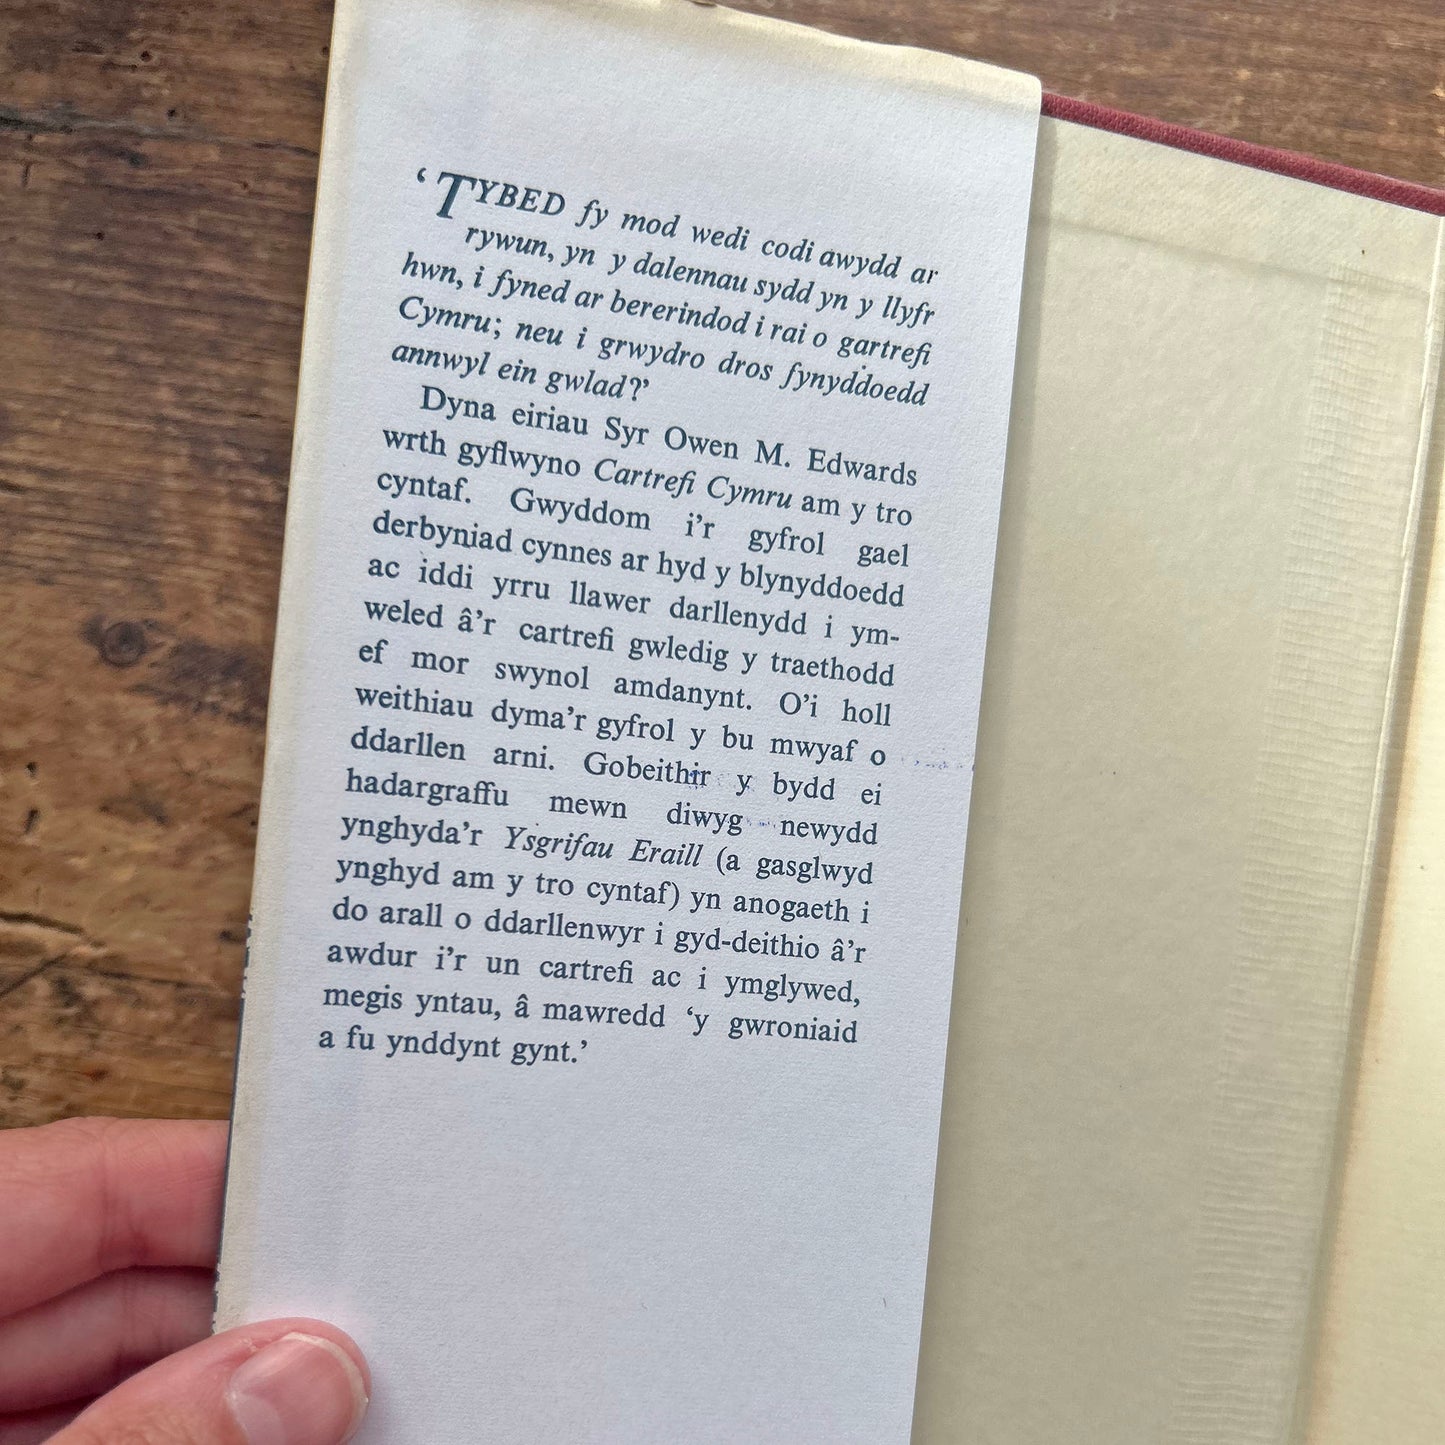 ‘TYBED fy mod wedi codi awydd ar
rywun, yn y dalennau sydd yn y llyfr
hwn, i fyned ar bererindod i rai o gartrefi
Cymru; neu i grwydro dros fynyddoedd
annwyl ein gwlad?’
Dyna eiriau Syr Owen M. Edwards
wrth gyflwyno Cartrefi Cymru am y tro
cyntaf. Gwyddom i’r gyfrol gael
derbyniad cynnes ar hyd y blynyddoedd
ac iddi yrru llawer darllenydd i ym-
weled â’r cartrefi gwledig y traethodd
ef mor swynol amdanynt. O’i holl
weithiau dyma’r gyfrol y bu mwyaf o
ddarllen arni. Gobeithir y bydd ei
hadargraffu mewn diwyg newydd
ynghyda’r Ysgrifau Eraill (a gasglwyd
ynghyd am y tro cyntaf) yn anogaeth i
do arall o ddarllenwyr i gyd-deithio â’r
awdur i’r un cartrefi ac i ymglywed,
megis yntau, â mawredd ‘y gwroniaid
a fu ynddynt gynt.’